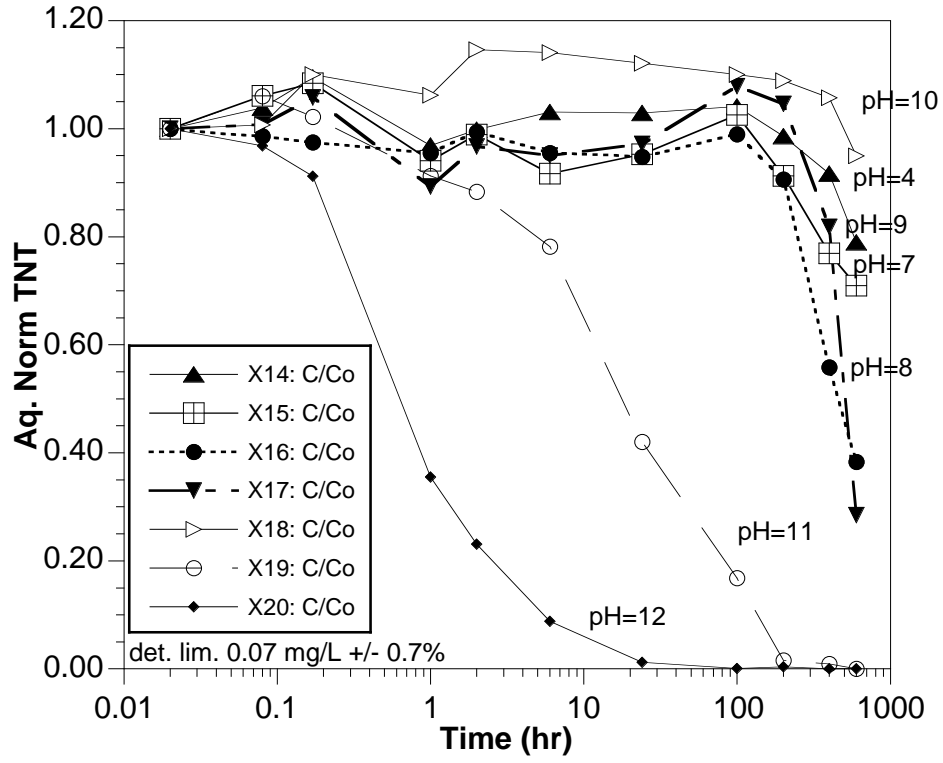 1.20
1.00
0.80
0.60
0.40
0.20
0.00
Aq. Norm TNT
pH=10
pH=4
pH=9
pH=7
pH=8
pH=11
pH=12
X14: C/Co
X15: C/Co
X16: C/Co
X17: C/Co
X18: C/Co
X19: C/Co
X20: C/Co
det. lim. 0.07 mg/L +/- 0.7%
0.01 0.1 1 10 100 1000
Time (hr)